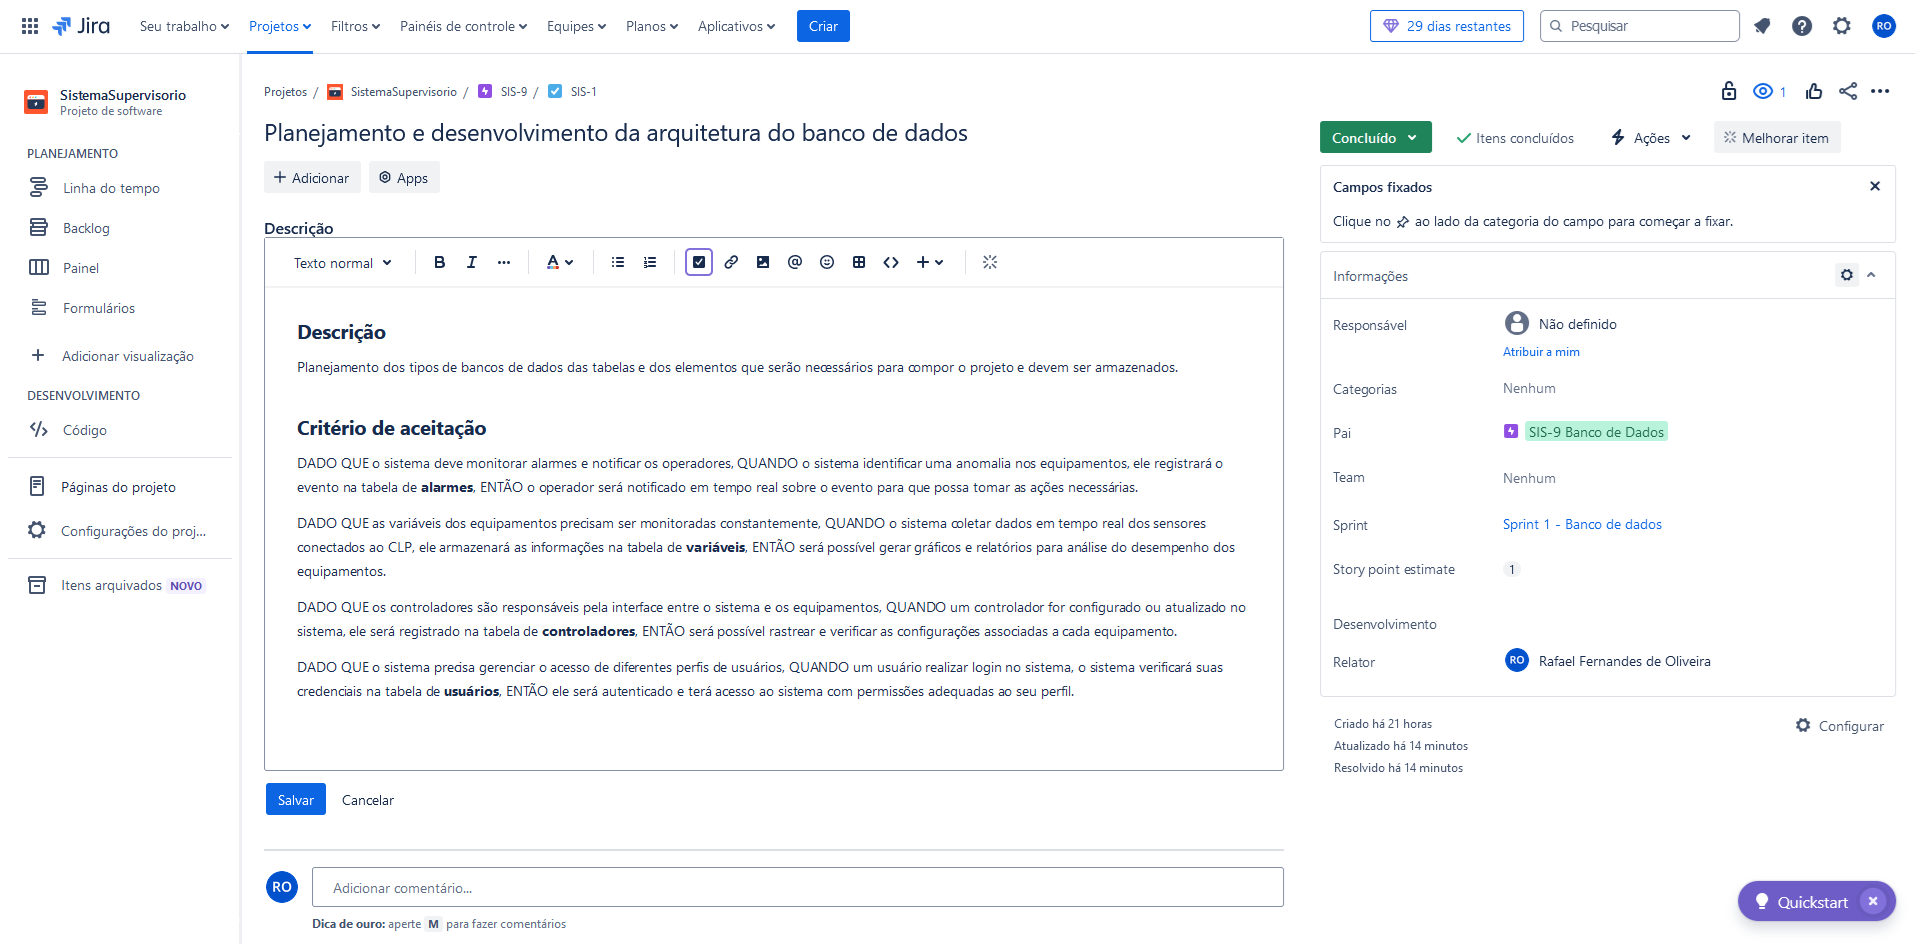 Jira
Seu trabalho
Projetos
Filtros
Painéis de controle
Equipes
Planos
Aplicativos
Criar
29 dias restantes
Pesquisar
RO
SistemaSupervisorio
Projeto de software
PLANEJAMENTO
Linha do tempo
Backlog
Painel
Formulários
Adicionar visualização
DESENVOLVIMENTO
Código
Páginas do projeto
Configurações do proj...
Itens arquivados NOVO
Projetos / SistemaSupervisorio / SIS-9 / SIS-1
Planejamento e desenvolvimento da arquitetura do banco de dados
Adicionar
Apps
Descrição
Texto normal
Descrição
Planejamento dos tipos de bancos de dados das tabelas e dos elementos que serão necessários para compor o projeto e devem ser armazenados.
Critério de aceitação
DADO QUE o sistema deve monitorar alarmes e notificar os operadores, QUANDO o sistema identificar uma anomalia nos equipamentos, ele registrará o
evento na tabela de alarmes, ENTÃO o operador será notificado em tempo real sobre o evento para que possa tomar as ações necessárias.
DADO QUE as variáveis dos equipamentos precisam ser monitoradas constantemente, QUANDO o sistema coletar dados em tempo real dos sensores
conectados ao CLP, ele armazenará as informações na tabela de variáveis, ENTÃO será possível gerar gráficos e relatórios para análise do desempenho dos
equipamentos.
DADO QUE os controladores são responsáveis pela interface entre o sistema e os equipamentos, QUANDO um controlador for configurado ou atualizado no
sistema, ele será registrado na tabela de controladores, ENTÃO será possível rastrear e verificar as configurações associadas a cada equipamento.
DADO QUE o sistema precisa gerenciar o acesso de diferentes perfis de usuários, QUANDO um usuário realizar login no sistema, o sistema verificará suas
credenciais na tabela de usuários, ENTÃO ele será autenticado e terá acesso ao sistema com permissões adequadas ao seu perfil.
Salvar
Cancelar
RO
Adicionar comentário...
Dica de ouro: aperte M para fazer comentários
1
Concluído
Itens concluídos
Ações
Melhorar item
Campos fixados
Clique no ao lado da categoria do campo para começar a fixar.
Informações
Responsável
Não definido
Atribuir a mim
Categorias
Nenhum
Pai
SIS-9 Banco de Dados
Team
Nenhum
Sprint
Sprint 1 - Banco de dados
Story point estimate
1
Desenvolvimento
Relator
RO Rafael Fernandes de Oliveira
Criado há 21 horas
Atualizado há 14 minutos
Resolvido há 14 minutos
Configurar
Quickstart